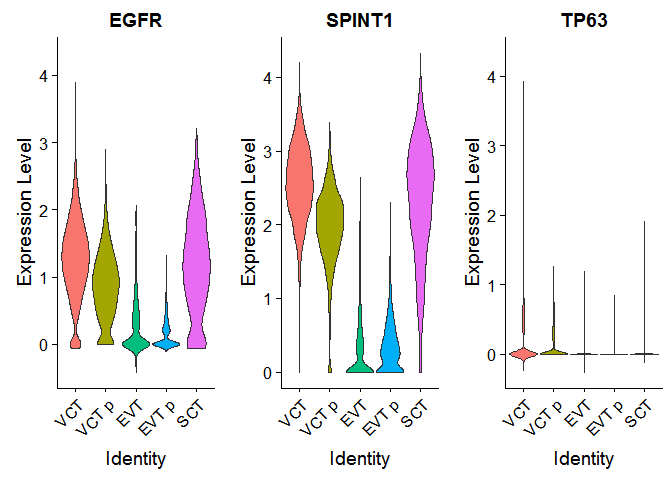 EGFR
Expression Level
4
3
2
1
0
VCT
VCT p
EVT
EVT p
SCT
Identity
SPINT1
Expression Level
4
3
2
1
0
VCT
VCT p
EVT
EVT p
SCT
Identity
TP63
Expression Level
4
3
2
1
0
VCT
VCT p
EVT
EVT p
SCT
Identity